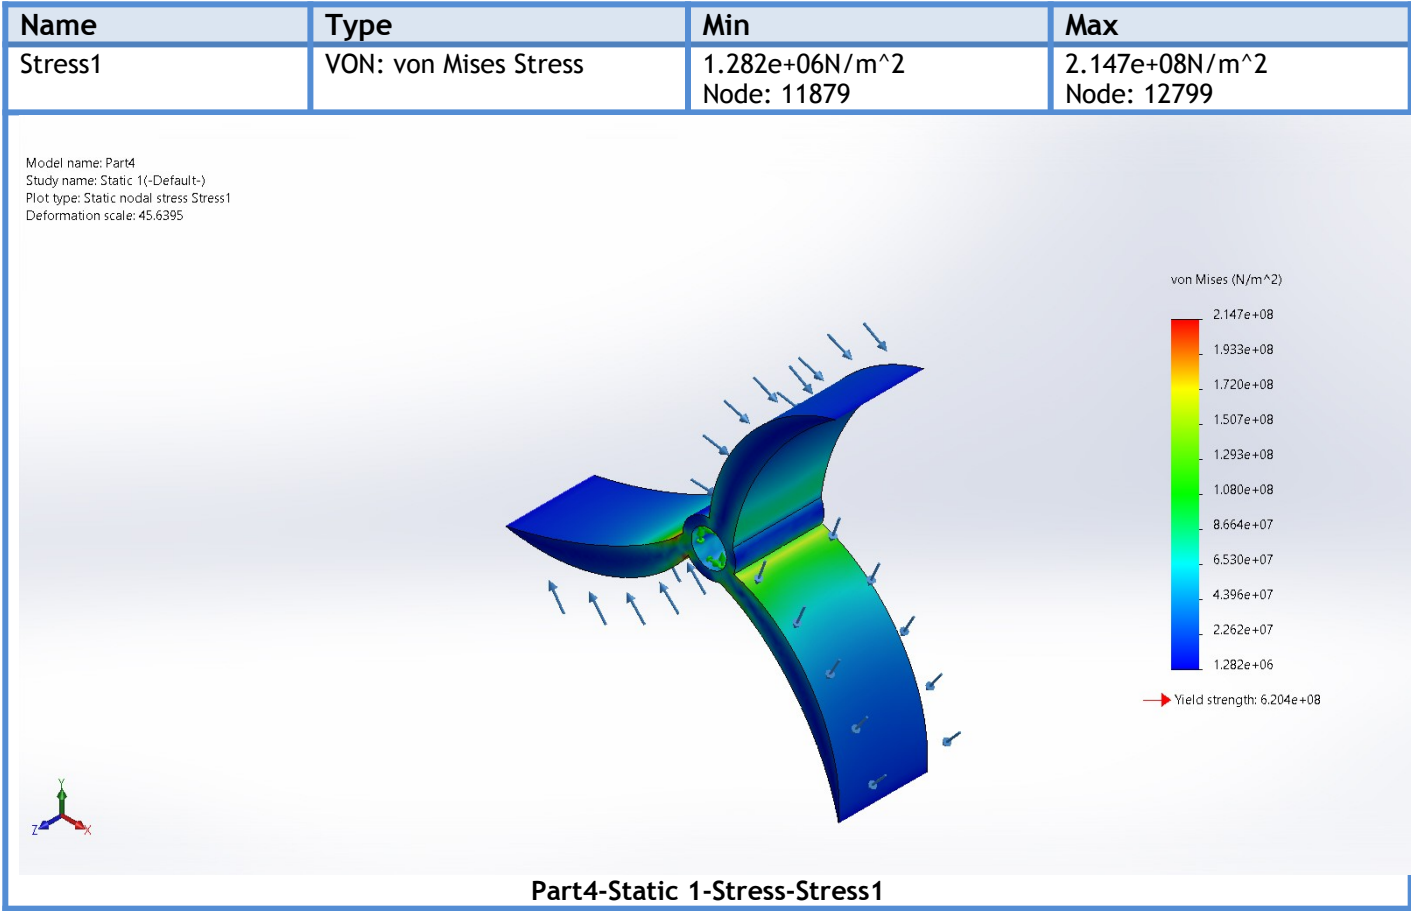 Name Type Min Max
Stress1 VON: von Mises Stress 1.282e+06N/m^2 2.147e+08N/m^2
Node: 11879 Node: 12799
Model name: Part4
Study name: Static 1(-Default-)
Plot type: Static nodal stress Stress1
Deformation scale: 45.6395
von Mises (N/m^2)
2.147e+08
1.933e+08
1.720e+08
1.507e+08
1.293e+08
1.080e+08
8.664e+07
6.530e+07
4.396e+07
2.262e+07
1.282e+06
Yield strength: 6.204e+08
Y
Z X
Part4-Static 1-Stress-Stress1